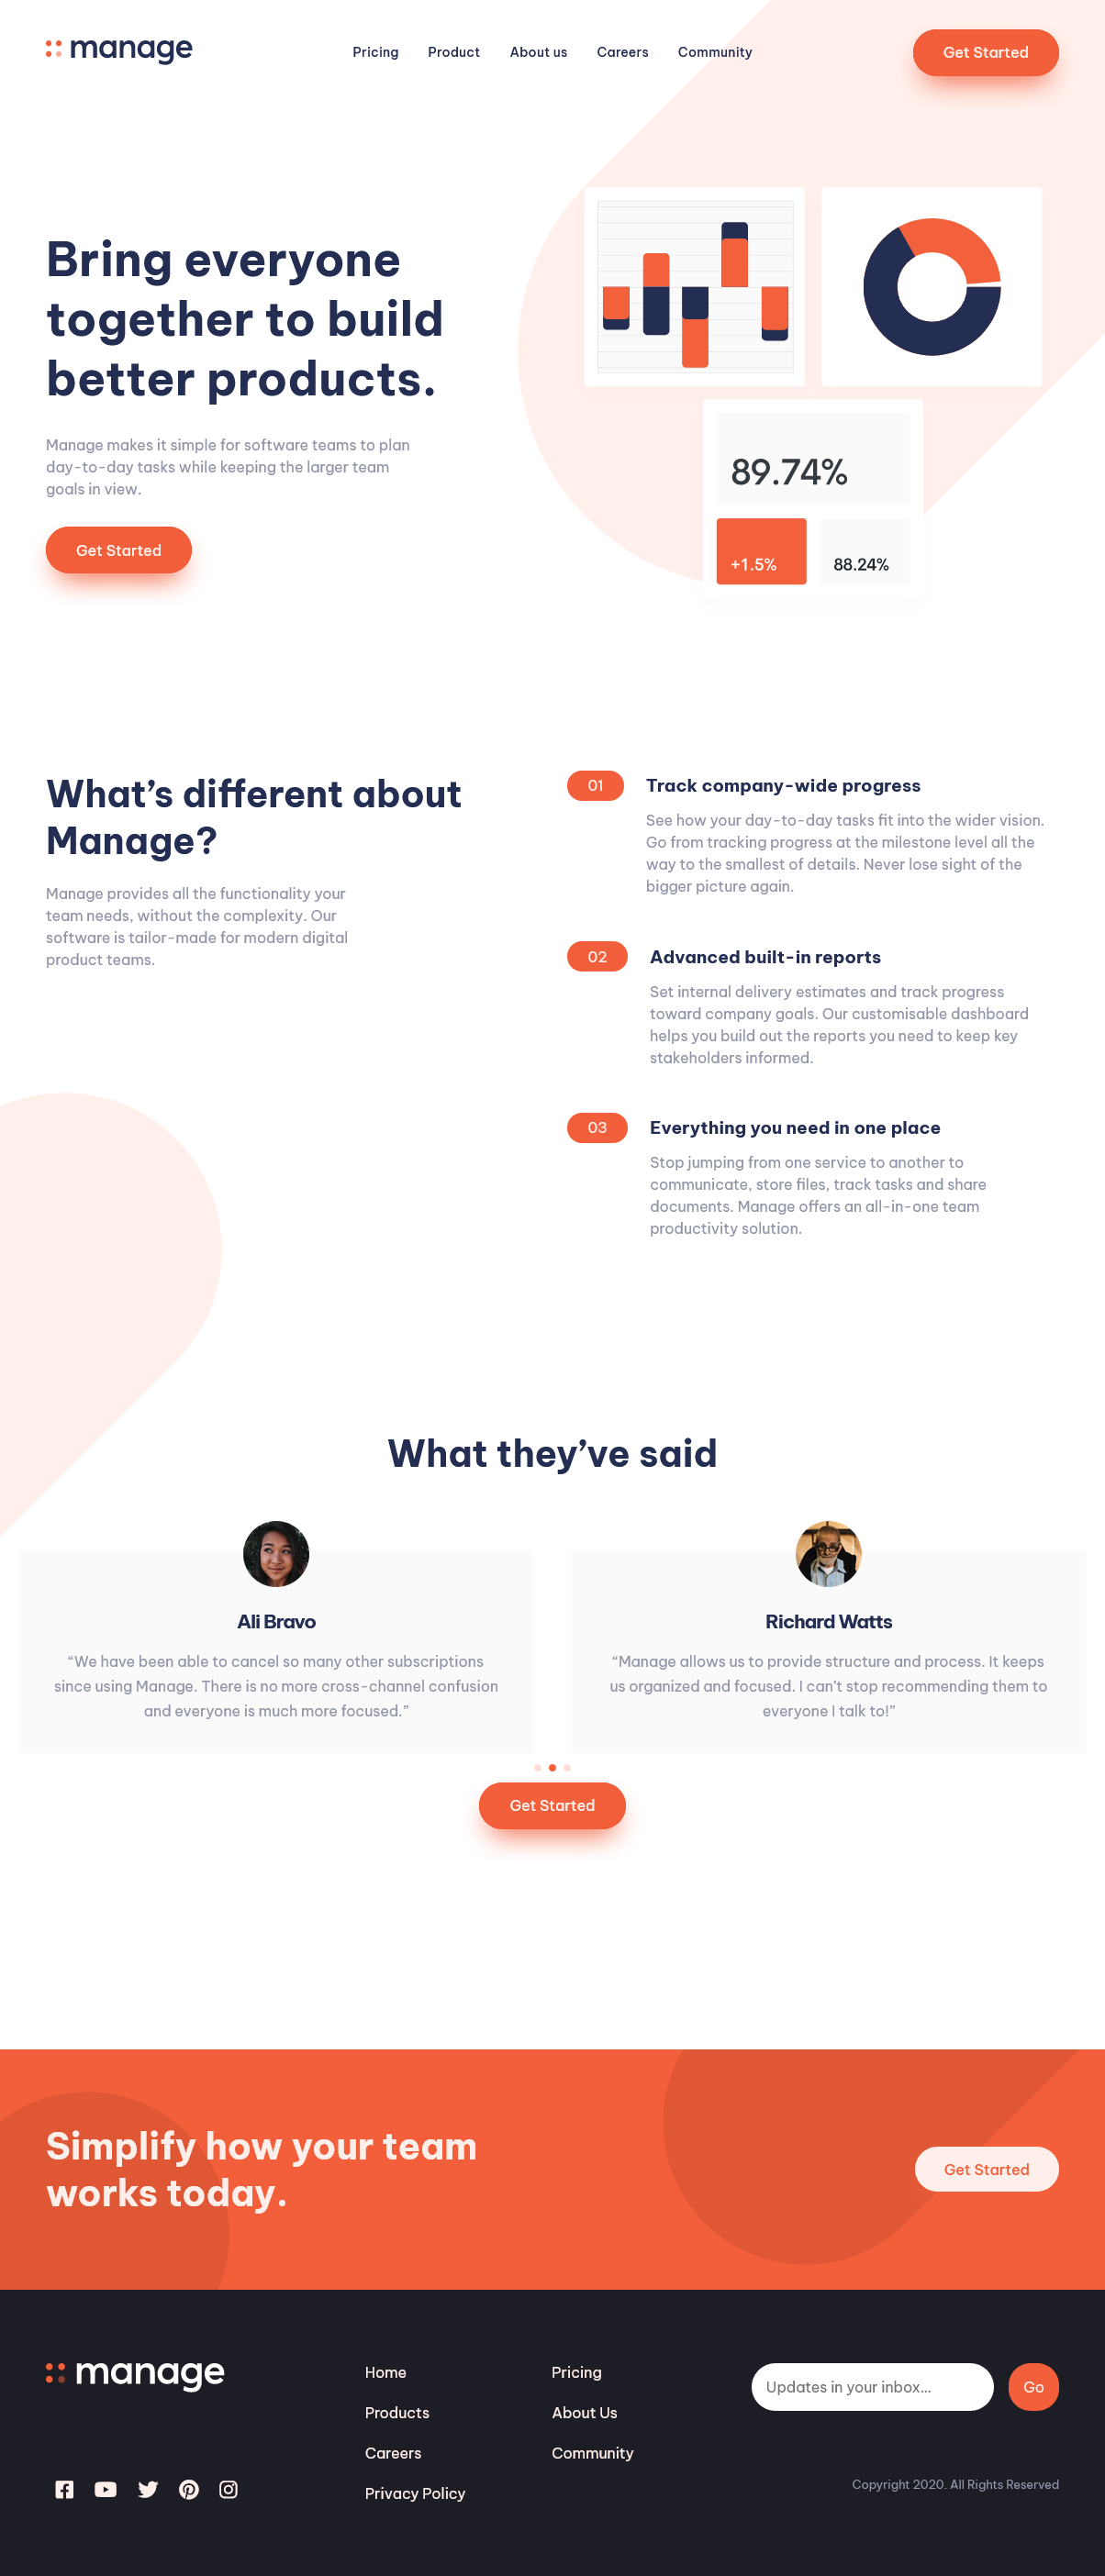 manage
Pricing
Product
About us
Careers
Community
Get Started
Bring everyone
together to build
better products.
Manage makes it simple for software teams to plan
day-to-day tasks while keeping the larger team
goals in view.
Get Started
89.74%
+1.5%
88.24%
What’s different about
Manage?
Manage provides all the functionality your
team needs, without the complexity. Our
software is tailor-made for modern digital
product teams.
01
Track company-wide progress
See how your day-to-day tasks fit into the wider vision.
Go from tracking progress at the milestone level all the
way to the smallest of details. Never lose sight of the
bigger picture again.
02
Advanced built-in reports
Set internal delivery estimates and track progress
toward company goals. Our customisable dashboard
helps you build out the reports you need to keep key
stakeholders informed.
03
Everything you need in one place
Stop jumping from one service to another to
communicate, store files, track tasks and share
documents. Manage offers an all-in-one team
productivity solution.
What they’ve said
Ali Bravo
“We have been able to cancel so many other subscriptions
since using Manage. There is no more cross-channel confusion
and everyone is much more focused.”
Richard Watts
“Manage allows us to provide structure and process. It keeps
us organized and focused. I can’t stop recommending them to
everyone I talk to!”
Get Started
Simplify how your team
works today.
Get Started
manage
Home
Products
Careers
Privacy Policy
Pricing
About Us
Community
Updates in your inbox...
Go
Copyright 2020. All Rights Reserved